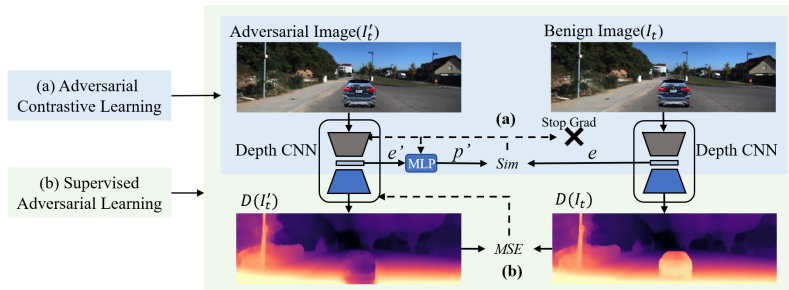 Adversarial Image(I′ₜ)
Benign Image(Iₜ)
(a) Adversarial
Contrastive Learning
(a)
Stop Grad
Depth CNN
e’
MLP
p’
Sim
e
Depth CNN
(b) Supervised
Adversarial Learning
D(I′ₜ)
D(Iₜ)
MSE
(b)